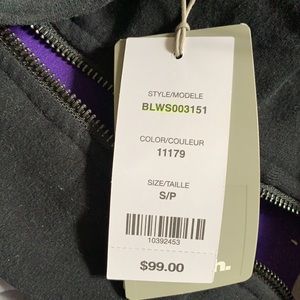 STYLE/MODELE
BLWS003151
COLOR/COULEUR
11179
SIZE/TAILLE
S/P
10392453
$99.00